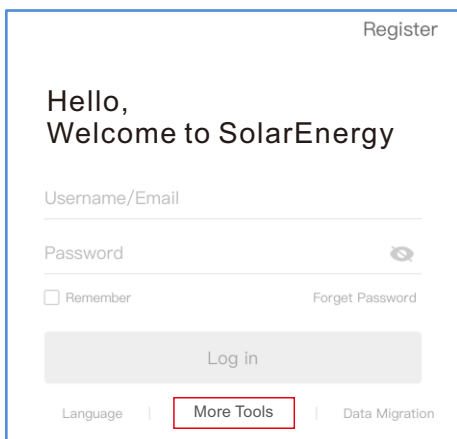 Register
Hello,
Welcome to SolarEnergy
Username/Email
Password
Remember Forget Password
Log in
Language More Tools Data Migration